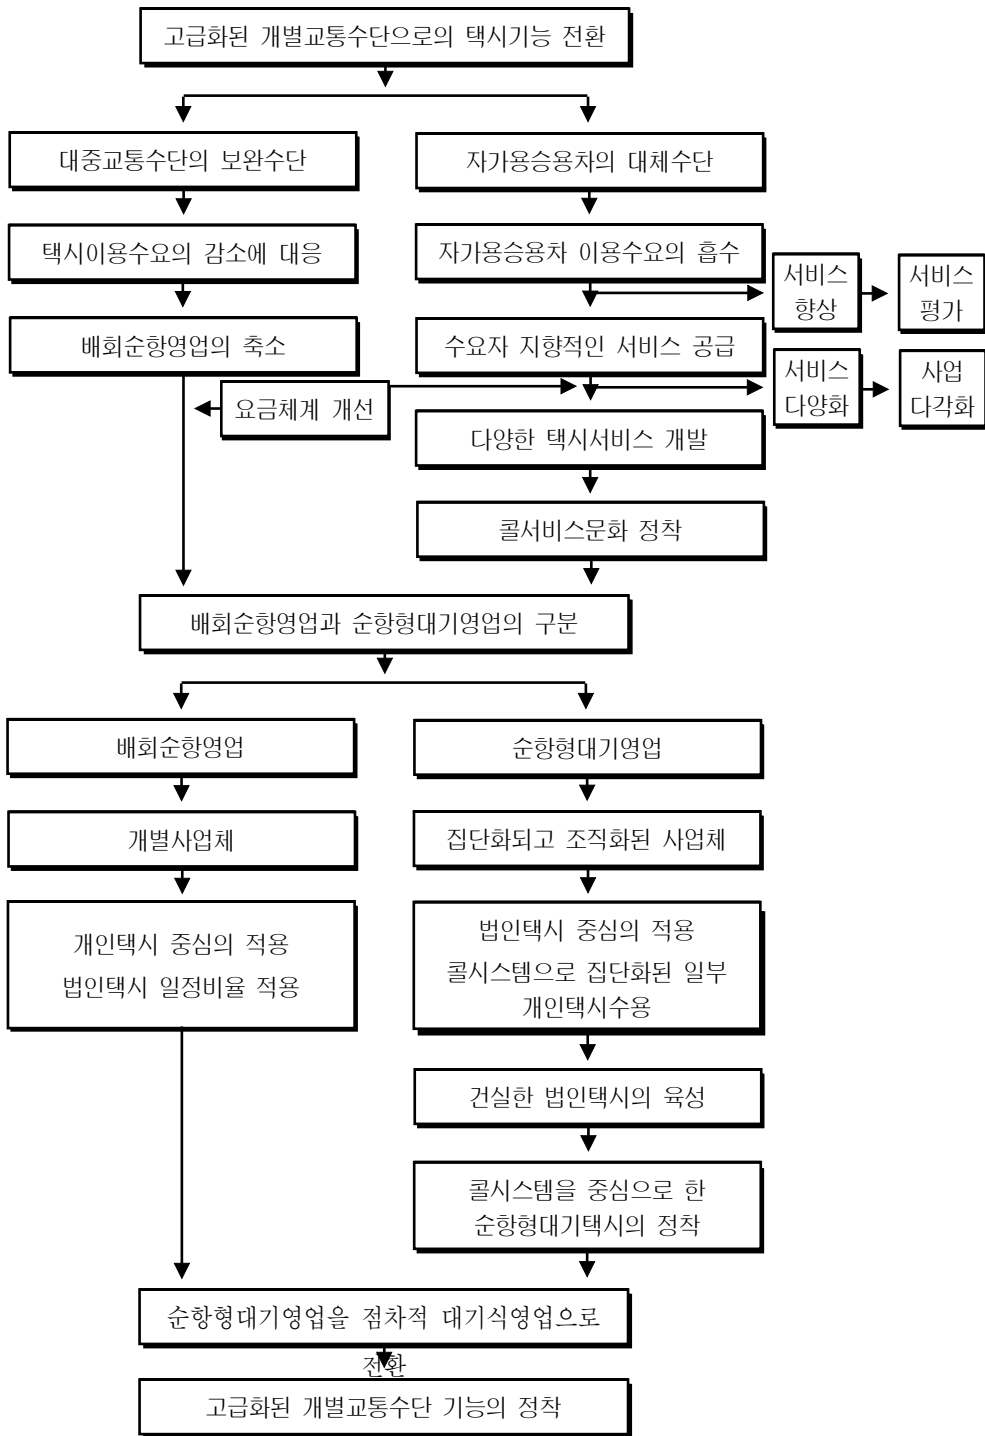 고급화된 개별교통수단으로의 택시기능 전환
대중교통수단의 보완수단
자가용승용차의 대체수단
택시이용수요의 감소에 대응
자가용승용차 이용수요의 흡수
서비스
향상
서비스
평가
배회순항영업의 축소
수요자 지향적인 서비스 공급
서비스
다양화
사업
다각화
요금체계 개선
다양한 택시서비스 개발
콜서비스문화 정착
배회순항영업과 순항형대기영업의 구분
배회순항영업
순항형대기영업
개별사업체
집단화되고 조직화된 사업체
개인택시 중심의 적용
법인택시 일정비율 적용
법인택시 중심의 적용
콜시스템으로 집단화된 일부
개인택시수용
건실한 법인택시의 육성
콜시스템을 중심으로 한
순항형대기택시의 정착
순항형대기영업을 점차적 대기식영업으로
전환
고급화된 개별교통수단 기능의 정착